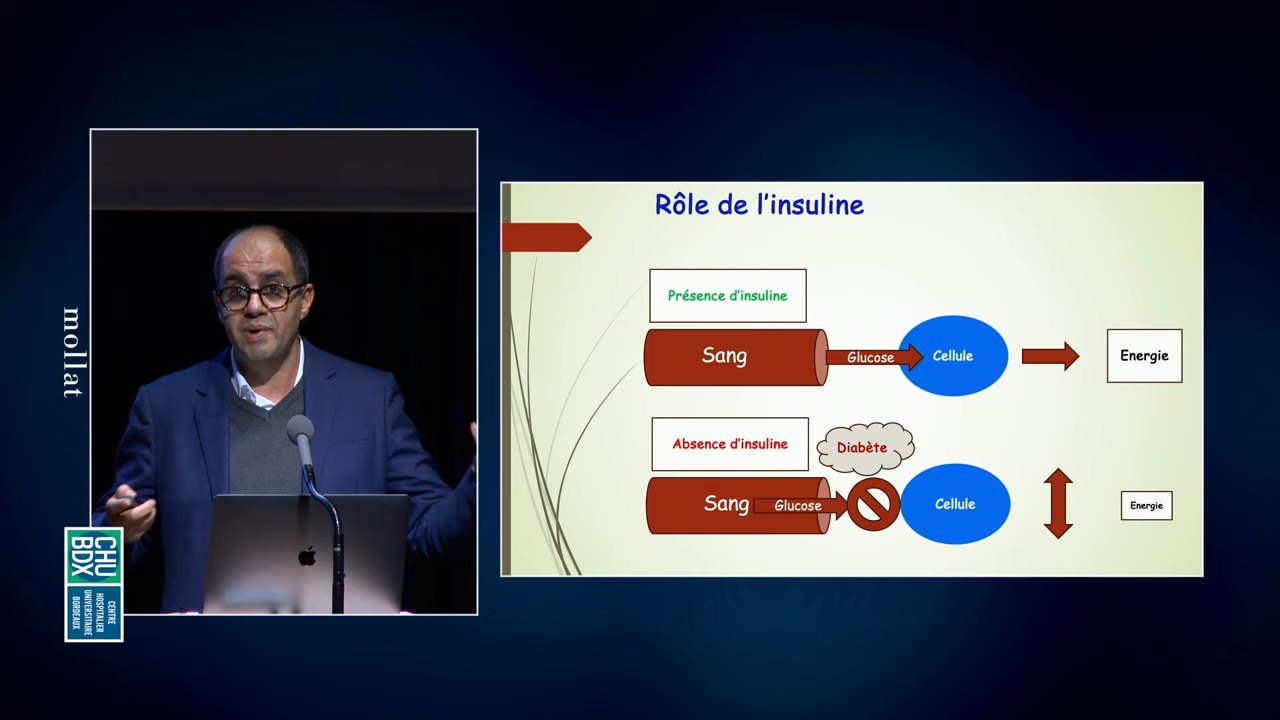 mollat
CHU
BDX
CENTRE
HOSPITALIER
UNIVERSITAIRE
BORDEAUX
Rôle de l'insuline
Présence d'insuline
Sang
Glucose
Cellule
Energie
Absence d'insuline
Diabète
Sang
Glucose
Cellule
Energie